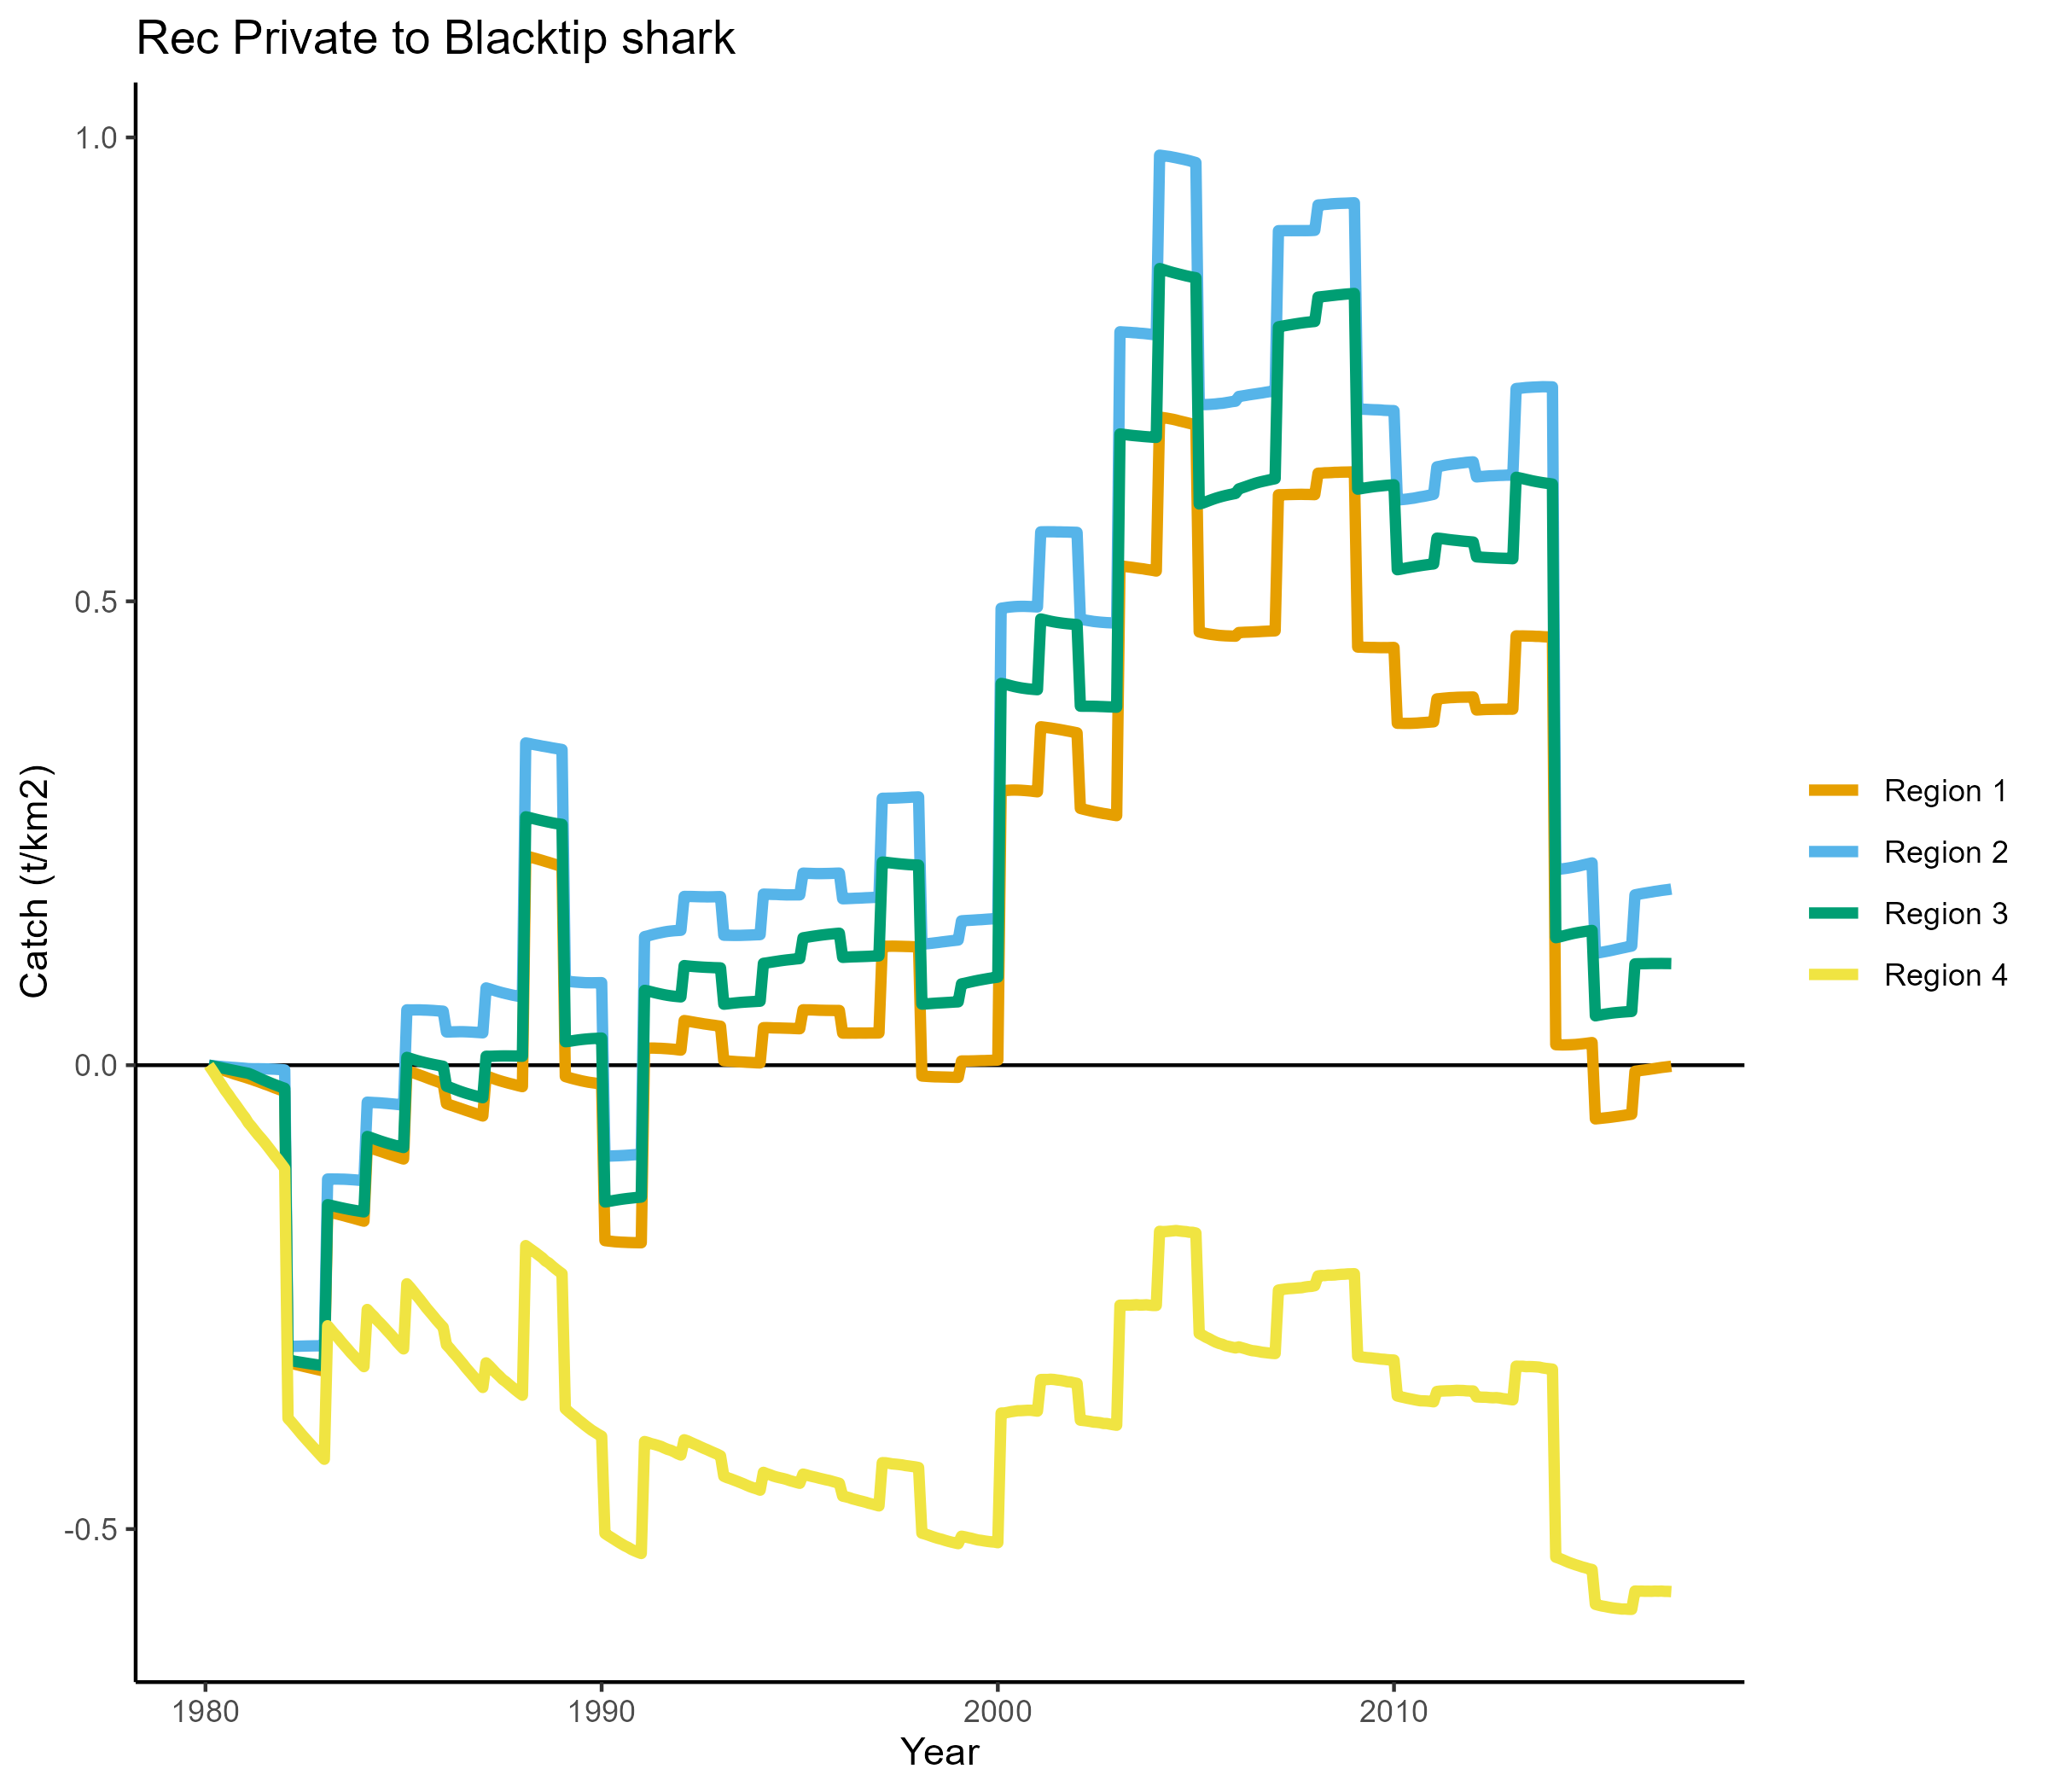 Rec Private to Blacktip shark
Catch (t/km2)
1.0
0.5
0.0
-0.5
1980
1990
2000
2010
Year
Region 1
Region 2
Region 3
Region 4